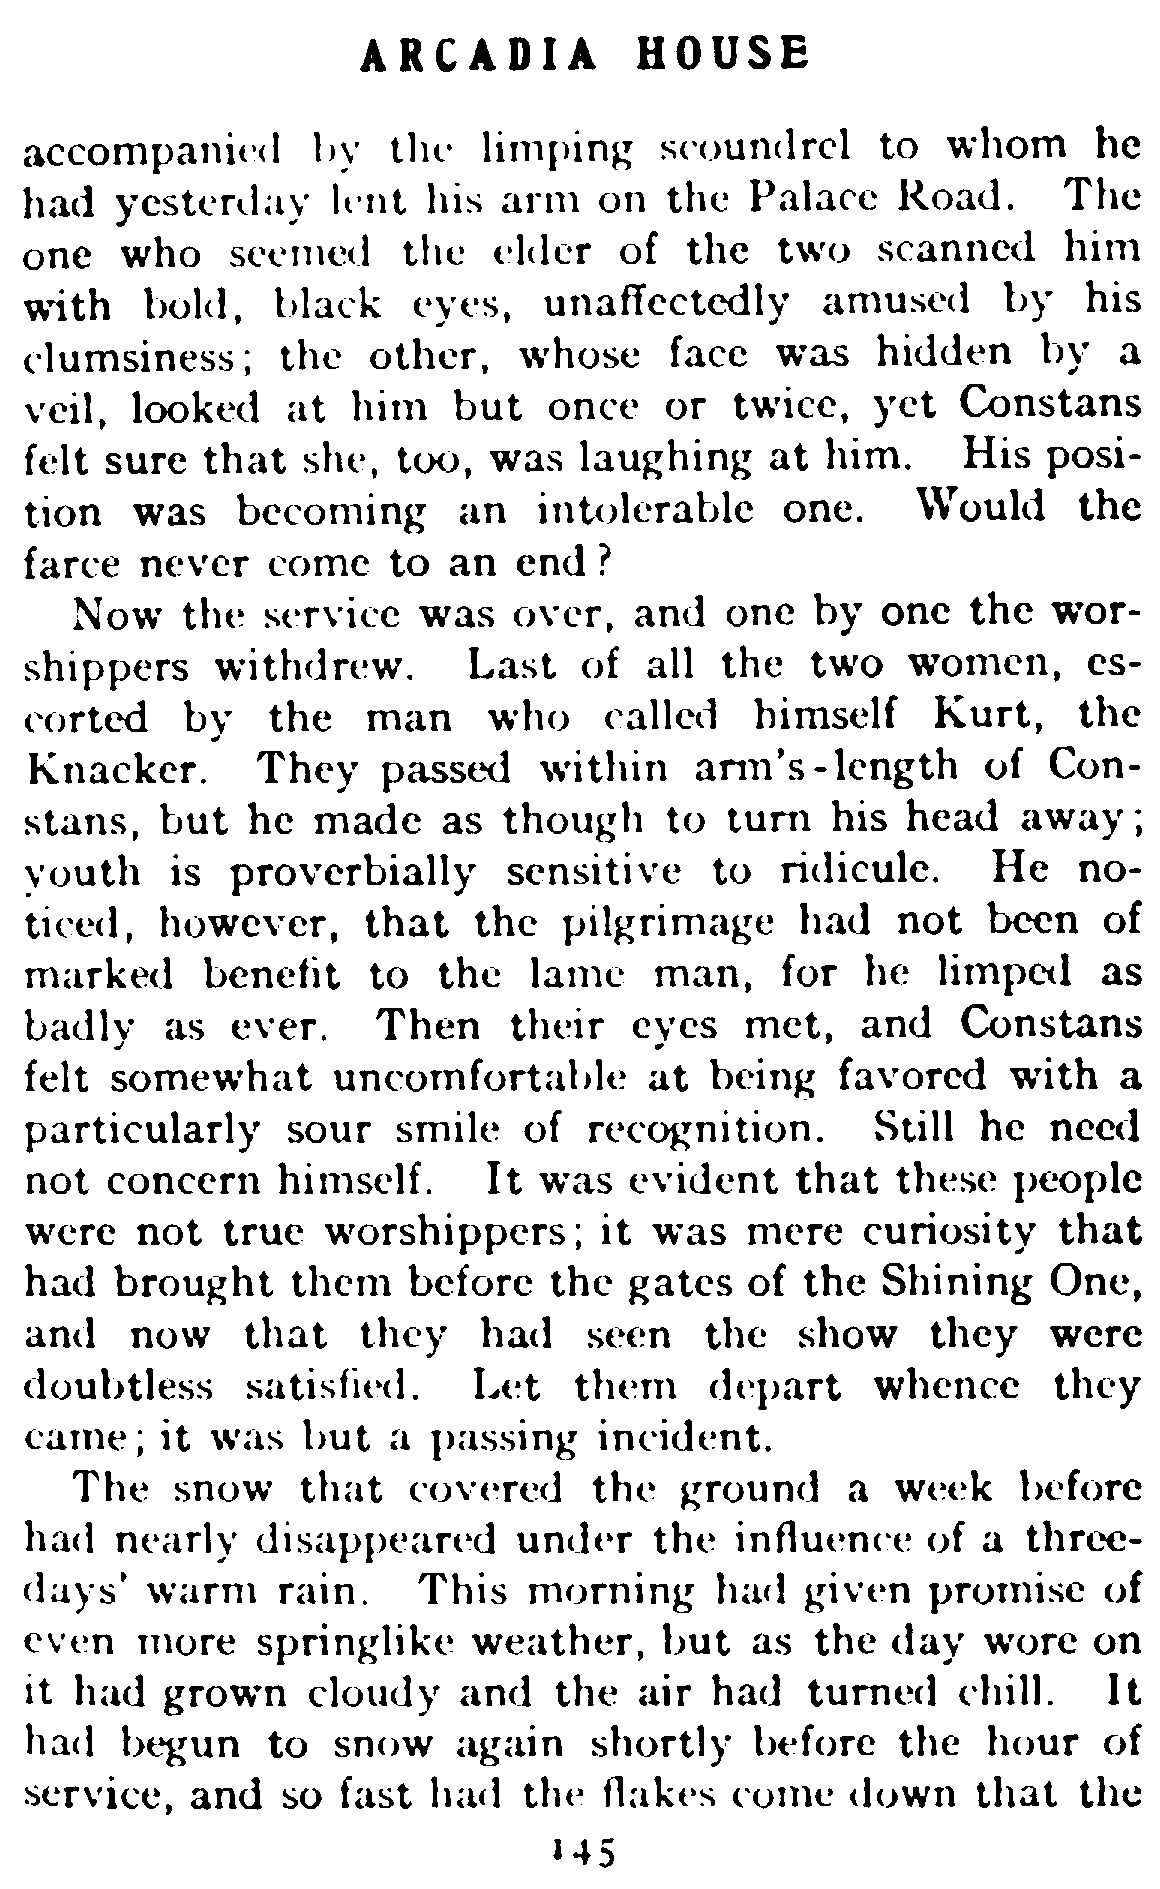 ARCADIA HOUSE
accompanied by the limping scoundrel to whom he
had yesterday lent his arm on the Palace Road. The
one who seemed the elder of the two scanned him
with bold, black eyes, unaffectedly amused by his
clumsiness; the other, whose face was hidden by a
veil, looked at him but once or twice, yet Constans
felt sure that she, too, was laughing at him. His posi-
tion was becoming an intolerable one. Would the
farce never come to an end?
Now the service was over, and one by one the wor-
shippers withdrew. Last of all the two women, es-
corted by the man who called himself Kurt, the
Knacker. They passed within arm's-length of Con-
stans, but he made as though to turn his head away;
youth is proverbially sensitive to ridicule. He no-
ticed, however, that the pilgrimage had not been of
marked benefit to the lame man, for he limped as
badly as ever. Then their eyes met, and Constans
felt somewhat uncomfortable at being favored with a
particularly sour smile of recognition. Still he need
not concern himself. It was evident that these people
were not true worshippers; it was mere curiosity that
had brought them before the gates of the Shining One,
and now that they had seen the show they were
doubtless satisfied. Let them depart whence they
came; it was but a passing incident.
The snow that covered the ground a week before
had nearly disappeared under the influence of a three-
days' warm rain. This morning had given promise of
even more springlike weather, but as the day wore on
it had grown cloudy and the air had turned chill. It
had begun to snow again shortly before the hour of
service, and so fast had the flakes come down that the
145